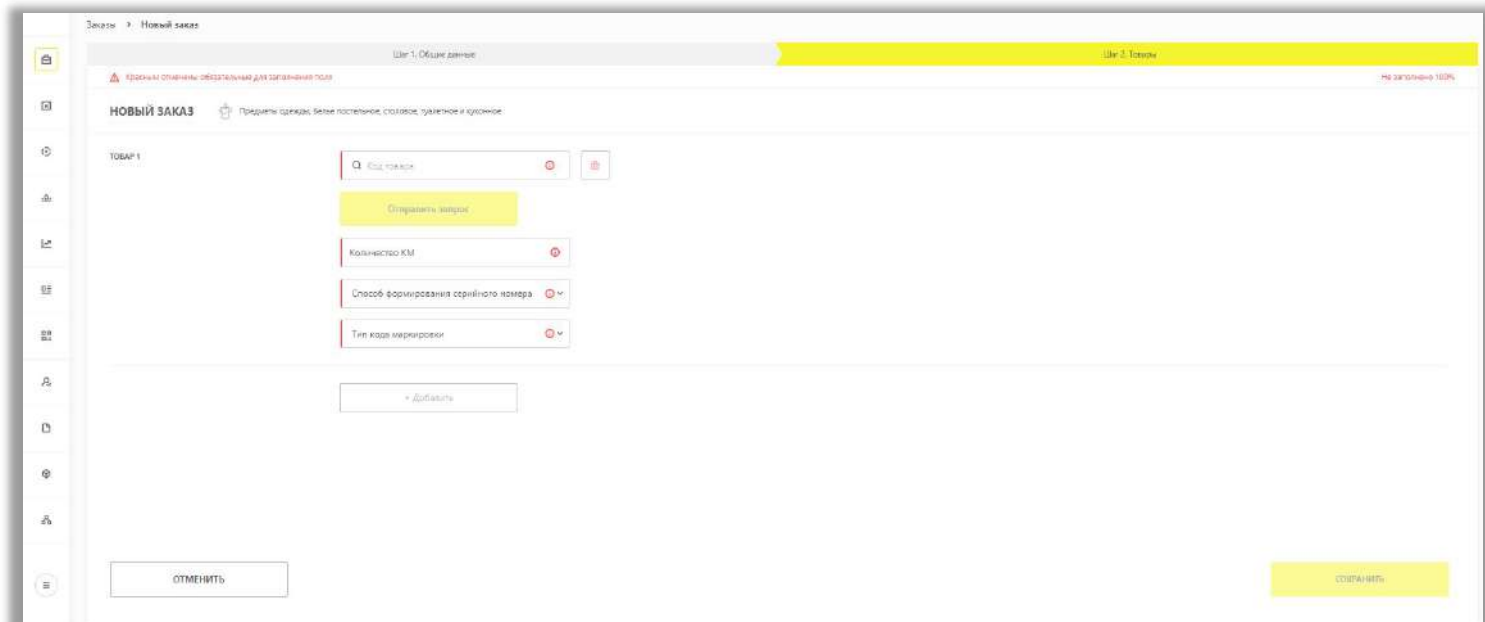 Заказы > Новый заказ
Шаг 1. Общие данные
Шаг 2. Товары
Красным отмечены обязательные для заполнения поля
Не заполнено 100%
НОВЫЙ ЗАКАЗ
Предметы одежды, белье постельное, столовое, туалетное и кухонное
ТОВАР 1
Код товара
Отправить запрос
Количество КМ
Способ формирования серийного номера
Тип кода маркировки
+ Добавить
ОТМЕНИТЬ
СОХРАНИТЬ